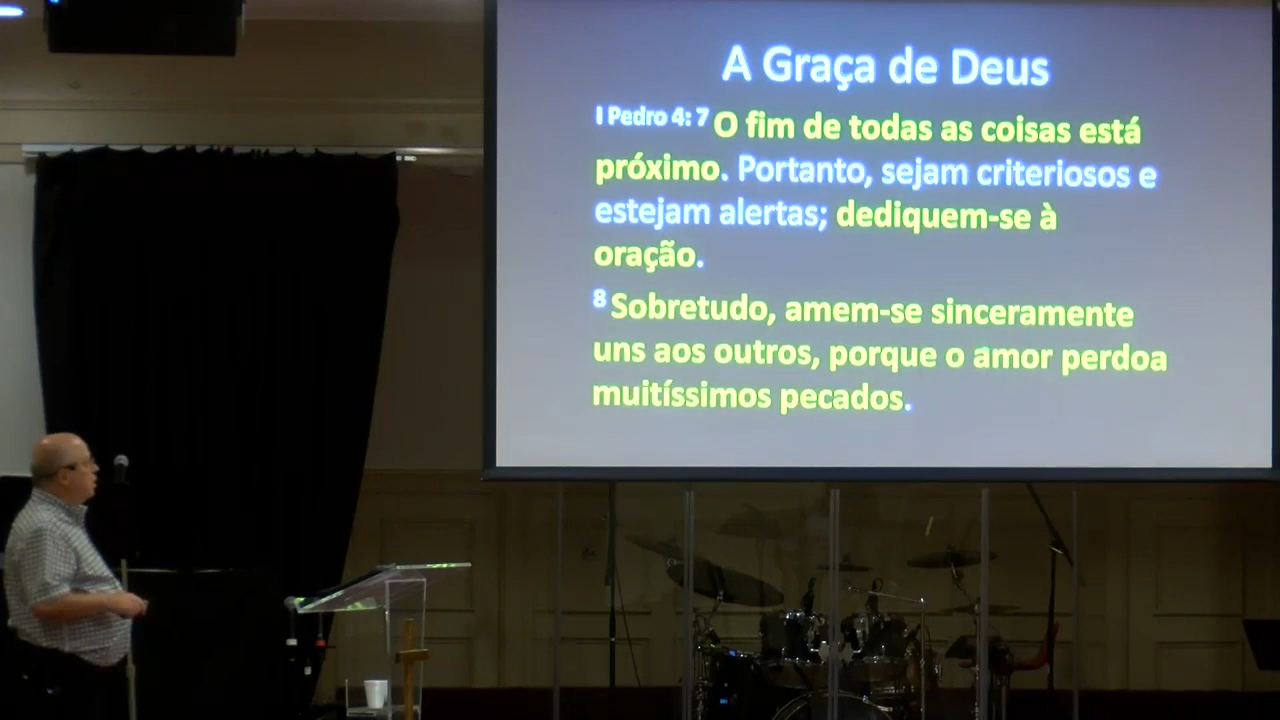 A Graça de Deus
I Pedro 4: 7 O fim de todas as coisas está
próximo. Portanto, sejam criteriosos e
estejam alertas; dediquem-se à
oração.
8 Sobretudo, amem-se sinceramente
uns aos outros, porque o amor perdoa
muitíssimos pecados.